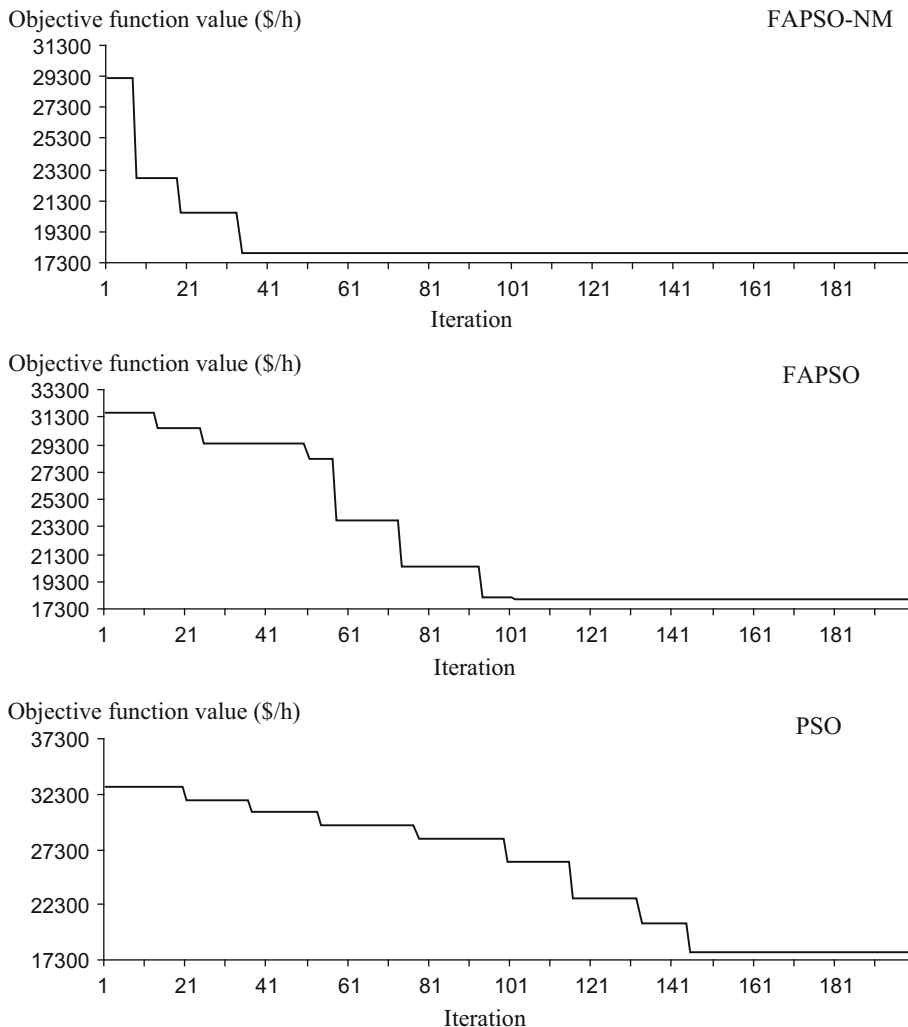 Objective function value ($/h)
FAPSO-NM
31300
29300
27300
25300
23300
21300
19300
17300
1 21 41 61 81 101 121 141 161 181
Iteration
Objective function value ($/h)
FAPSO
33300
31300
29300
27300
25300
23300
21300
19300
17300
1 21 41 61 81 101 121 141 161 181
Iteration
Objective function value ($/h)
PSO
37300
32300
27300
22300
17300
1 21 41 61 81 101 121 141 161 181
Iteration